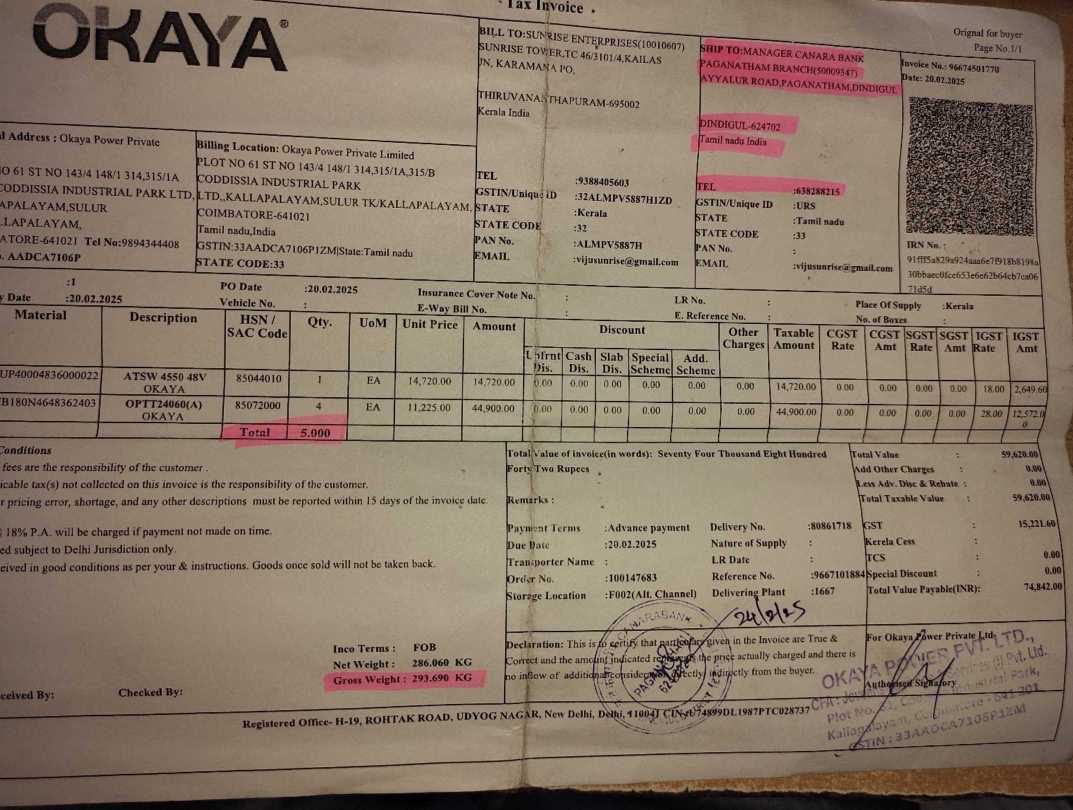 Tax Invoice
Orignal for buyer
Page No.1/1
OKAYA®
BILL TO:SUNRISE ENTERPRISES(10010607)
SUNRISE TOWER,TC 46/3101/4,KAILAS
JN, KARAMANA PO,
THIRUVANANTHAPURAM-695002
Kerala India
TEL :9388405603
GSTIN/Unique ID :32ALMPV5887H1ZD
STATE :Kerala
STATE CODE :32
PAN No. :ALMPV5887H
EMAIL :vijusunrise@gmail.com
SHIP TO:MANAGER CANARA BANK
PAGANATHAM BRANCH(50009347)
AYYALUR ROAD,PAGANATHAM,DINDIGUL
DINDIGUL-624702
Tamil nadu India
TEL :638288215
GSTIN/Unique ID :URS
STATE :Tamil nadu
STATE CODE :33
PAN No. :
EMAIL :vijusunrise@gmail.com
Invoice No.: 96674501770
Date: 20.02.2025
IRN No. :
91fff5a829a924aaa6e7f918b8198a
30bbaec0fce653e6e62b64cb7ca06
71d5d
al Address : Okaya Power Private
O 61 ST NO 143/4 148/1 314,315/1A
CODDISSIA INDUSTRIAL PARK LTD,
APALAYAM,SULUR
LLAPALAYAM,
ATORE-641021 Tel No:9894344408
. AADCA7106P
Billing Location: Okaya Power Private Limited
PLOT NO 61 ST NO 143/4 148/1 314,315/1A,315/B
CODDISSIA INDUSTRIAL PARK
LTD,,KALLAPALAYAM,SULUR TK/KALLAPALAYAM,
COIMBATORE-641021
Tamil nadu,India
GSTIN:33AADCA7106P1ZM|State:Tamil nadu
STATE CODE:33
:1 PO Date :20.02.2025 Insurance Cover Note No. : LR No. : Place Of Supply :Kerala
y Date :20.02.2025 Vehicle No. : E-Way Bill No. : E. Reference No. : No. of Boxes :
Material Description HSN / SAC Code Qty. UoM Unit Price Amount Discount Other Charges Taxable Amount CGST Rate CGST Amt SGST Rate SGST Amt IGST Rate IGST Amt
Upfrnt Dis. Cash Dis. Slab Dis. Special Scheme Add. Scheme
UP40004836000022 ATSW 4550 48V OKAYA 85044010 1 EA 14,720.00 14,720.00 0.00 0.00 0.00 0.00 0.00 0.00 14,720.00 0.00 0.00 0.00 0.00 18.00 2,649.60
B180N4648362403 OPTT24060(A) OKAYA 85072000 4 EA 11,225.00 44,900.00 0.00 0.00 0.00 0.00 0.00 0.00 44,900.00 0.00 0.00 0.00 0.00 28.00 12,572.00
Total 5.000
Conditions
fees are the responsibility of the customer .
icable tax(s) not collected on this invoice is the responsibility of the customer.
r pricing error, shortage, and any other descriptions must be reported within 15 days of the invoice date.
18% P.A. will be charged if payment not made on time.
ed subject to Delhi Jurisdiction only.
ceived in good conditions as per your & instructions. Goods once sold will not be taken back.
Total Value of invoice(in words): Seventy Four Thousand Eight Hundred
Forty Two Rupees
Remarks :
Payment Terms :Advance payment Delivery No. :80861718
Due Date :20.02.2025 Nature of Supply :
Transporter Name : LR Date :
Order No. :100147683 Reference No. :9667101884
Storage Location :F002(Alt. Channel) Delivering Plant :1667
Total Value : 59,620.00
Add Other Charges : 0.00
Less Adv. Disc & Rebate : 0.00
Total Taxable Value : 59,620.00
GST : 15,221.60
Kerela Cess :
TCS : 0.00
Special Discount : 0.00
Total Value Payable(INR): 74,842.00
24/2/25
CANARA BANK
Inco Terms : FOB
Net Weight : 286.060 KG
Gross Weight : 293.690 KG
Declaration: This is to certify that particulars given in the Invoice are True &
Correct and the amount indicated represents the price actually charged and there is
no inflow of additional consideration directly/indirectly from the buyer.
For Okaya Power Private Ltd.
Authorised Signatory
OKAYA POWER PVT. LTD.,
Kallapalayam, Coimbatore - 641 201
GSTIN : 33AADCA7106P1ZM
ceived By: Checked By:
Registered Office- H-19, ROHTAK ROAD, UDYOG NAGAR, New Delhi, Delhi, 110041 CIN:U74899DL1987PTC028737